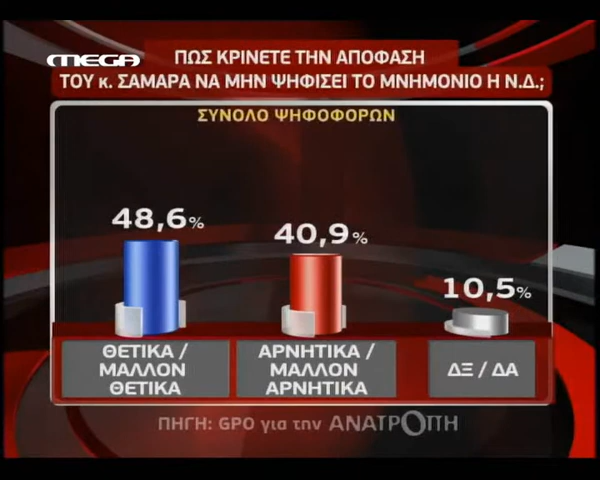 MEGA
ΠΩΣ ΚΡΙΝΕΤΕ ΤΗΝ ΑΠΟΦΑΣΗ
ΤΟΥ κ. ΣΑΜΑΡΑ ΝΑ ΜΗΝ ΨΗΦΙΣΕΙ ΤΟ ΜΝΗΜΟΝΙΟ Η Ν.Δ.;
ΣΥΝΟΛΟ ΨΗΦΟΦΟΡΩΝ
48,6%
40,9%
10,5%
ΘΕΤΙΚΑ /
ΜΑΛΛΟΝ
ΘΕΤΙΚΑ
ΑΡΝΗΤΙΚΑ /
ΜΑΛΛΟΝ
ΑΡΝΗΤΙΚΑ
ΔΞ / ΔΑ
ΠΗΓΗ: GPO για την ΑΝΑΤΡΟΠΗ